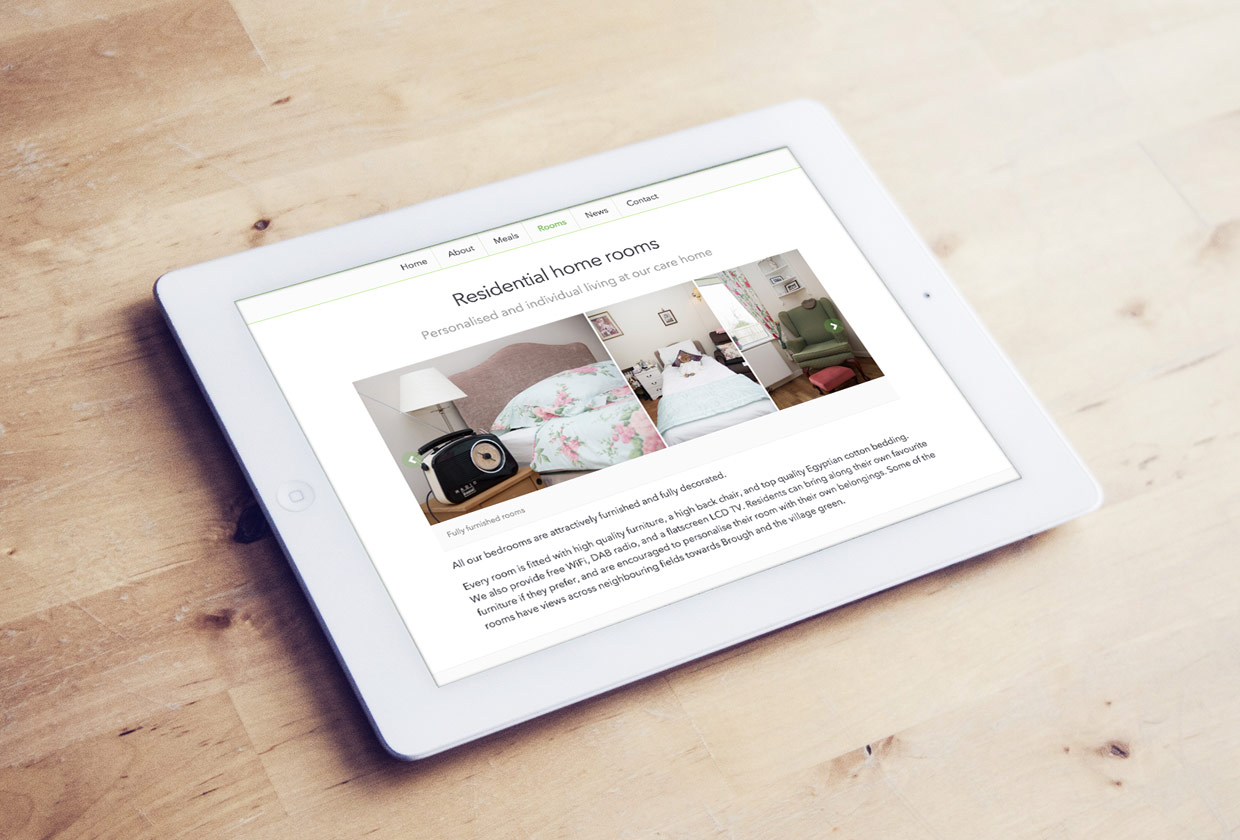 Home About Meals Rooms News Contact
Residential home rooms
Personalised and individual living at our care home
Fully furnished rooms
All our bedrooms are attractively furnished and fully decorated.
Every room is fitted with high quality furniture, a high back chair, and top quality Egyptian cotton bedding.
We also provide free WiFi, DAB radio, and a flatscreen LCD TV. Residents can bring along their own favourite
furniture if they prefer, and are encouraged to personalise their room with their own belongings. Some of the
rooms have views across neighbouring fields towards Brough and the village green.